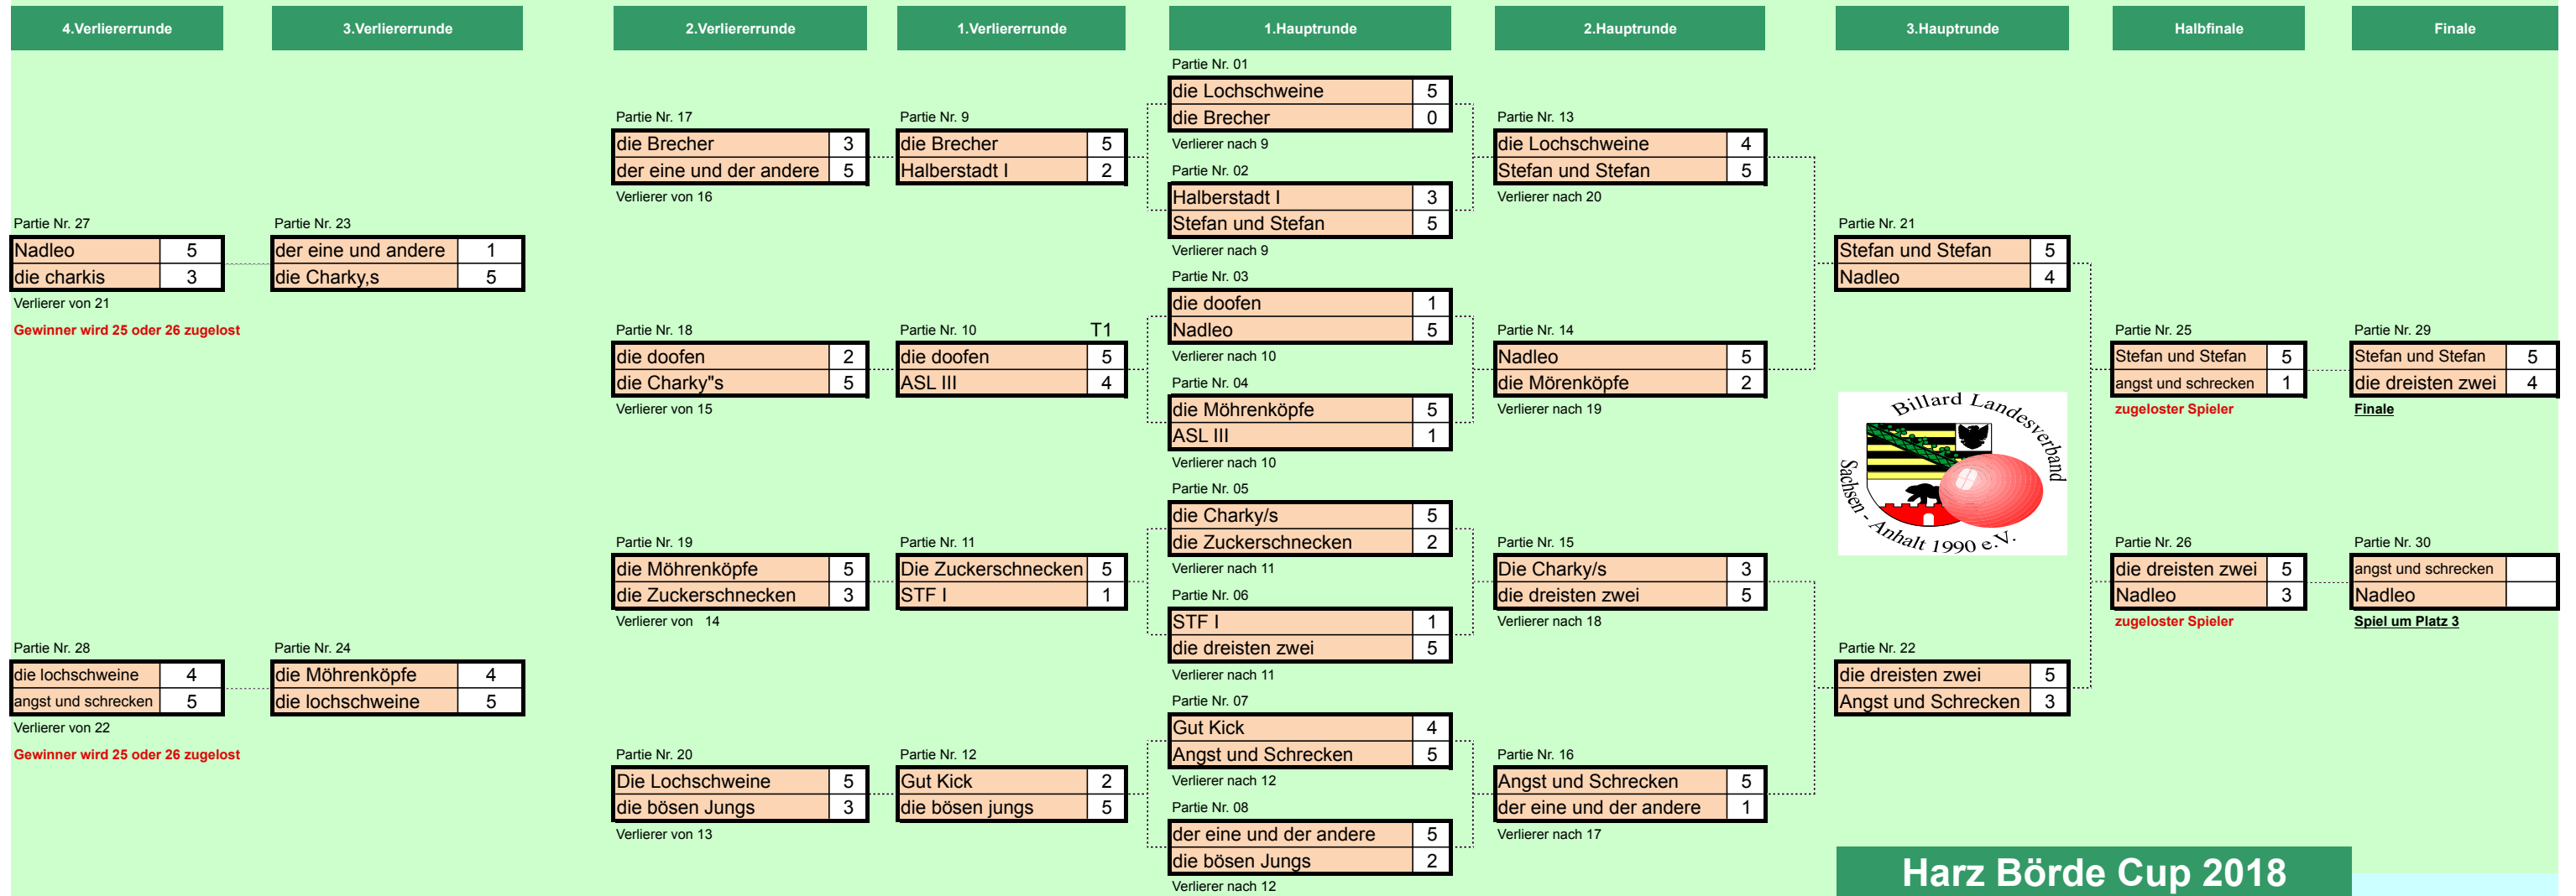 4.Verliererrunde 3.Verliererrunde 2.Verliererrunde 1.Verliererrunde 1.Hauptrunde 2.Hauptrunde 3.Hauptrunde Halbfinale Finale
Partie Nr. 01
die Lochschweine 5
die Brecher 0
Verlierer nach 9
Partie Nr. 02
Halberstadt I 3
Stefan und Stefan 5
Verlierer nach 9
Partie Nr. 03
die doofen 1
Nadleo 5
Verlierer nach 10
Partie Nr. 04
die Möhrenköpfe 5
ASL III 1
Verlierer nach 10
Partie Nr. 05
die Charky/s 5
die Zuckerschnecken 2
Verlierer nach 11
Partie Nr. 06
STF I 1
die dreisten zwei 5
Verlierer nach 11
Partie Nr. 07
Gut Kick 4
Angst und Schrecken 5
Verlierer nach 12
Partie Nr. 08
der eine und der andere 5
die bösen Jungs 2
Verlierer nach 12
Partie Nr. 9
die Brecher 5
Halberstadt I 2
Partie Nr. 10 T1
die doofen 5
ASL III 4
Partie Nr. 11
Die Zuckerschnecken 5
STF I 1
Partie Nr. 12
Gut Kick 2
die bösen jungs 5
Partie Nr. 17
die Brecher 3
der eine und der andere 5
Verlierer von 16
Partie Nr. 18
die doofen 2
die Charky"s 5
Verlierer von 15
Partie Nr. 19
die Möhrenköpfe 5
die Zuckerschnecken 3
Verlierer von 14
Partie Nr. 20
Die Lochschweine 5
die bösen Jungs 3
Verlierer von 13
Partie Nr. 23
der eine und andere 1
die Charky,s 5
Partie Nr. 24
die Möhrenköpfe 4
die lochschweine 5
Partie Nr. 27
Nadleo 5
die charkis 3
Verlierer von 21
Gewinner wird 25 oder 26 zugelost
Partie Nr. 28
die lochschweine 4
angst und schrecken 5
Verlierer von 22
Gewinner wird 25 oder 26 zugelost
Partie Nr. 13
die Lochschweine 4
Stefan und Stefan 5
Verlierer nach 20
Partie Nr. 14
Nadleo 5
die Mörenköpfe 2
Verlierer nach 19
Partie Nr. 15
Die Charky/s 3
die dreisten zwei 5
Verlierer nach 18
Partie Nr. 16
Angst und Schrecken 5
der eine und der andere 1
Verlierer nach 17
Partie Nr. 21
Stefan und Stefan 5
Nadleo 4
Billard Landesverband
Sachsen - Anhalt 1990 e.V.
Partie Nr. 22
die dreisten zwei 5
Angst und Schrecken 3
Partie Nr. 25
Stefan und Stefan 5
angst und schrecken 1
zugeloster Spieler
Partie Nr. 26
die dreisten zwei 5
Nadleo 3
zugeloster Spieler
Partie Nr. 29
Stefan und Stefan 5
die dreisten zwei 4
Finale
Partie Nr. 30
angst und schrecken
Nadleo
Spiel um Platz 3
Harz Börde Cup 2018